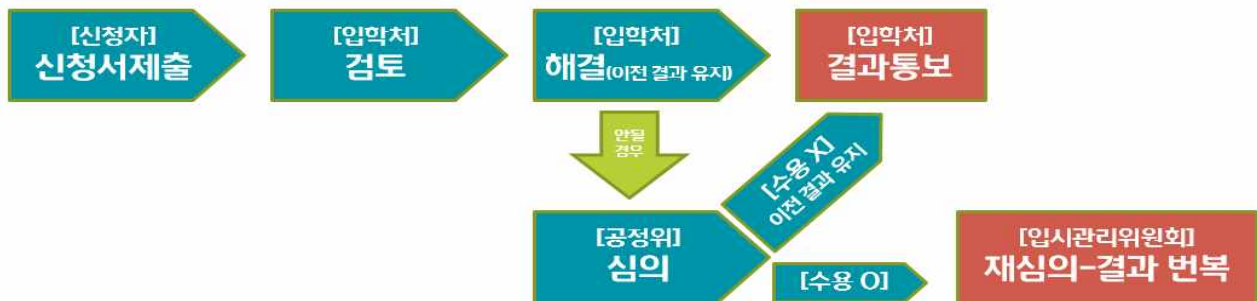 [신청자]
신청서제출
[입학처]
검토
[입학처]
해결(이전 결과 유지)
[입학처]
결과통보
안될
경우
[수용 X]
이전 결과 유지
[공정위]
심의
[수용 O]
[입시관리위원회]
재심의-결과 번복